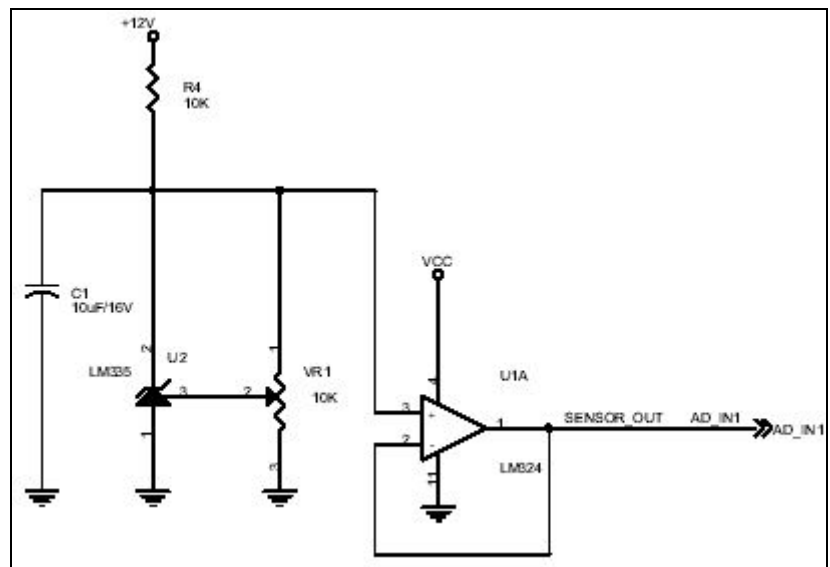 +12V
R4
10K
C1
10uF/16V
2
U2
LM335
3
1
1
2
VR1
10K
3
VCC
4
U1A
3
+
2
-
1
11
LM324
SENSOR_OUT
AD_IN1
AD_IN1